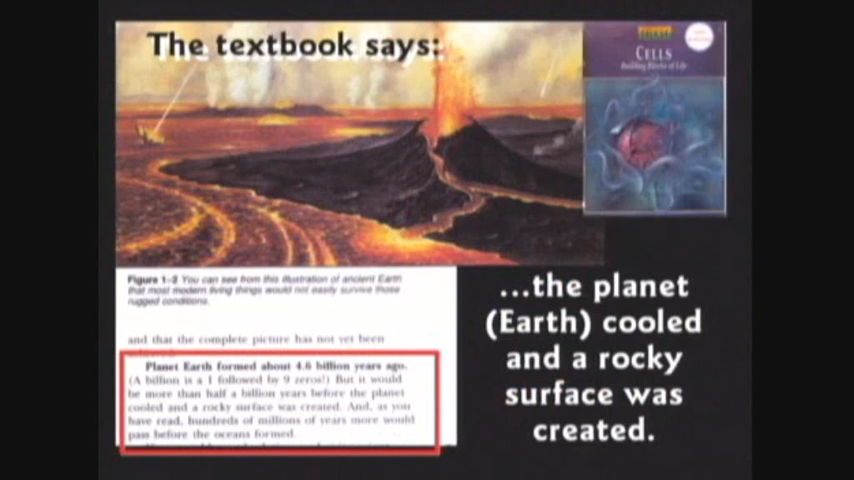 The textbook says:
CELLS
Building Blocks of Life
Figure 1–2 You can see from this illustration of ancient Earth
that most modern living things would not easily survive those
rugged conditions.
and that the complete picture has not yet been
Planet Earth formed about 4.6 billion years ago.
(A billion is a 1 followed by 9 zeros!) But it would
be more than half a billion years before the planet
cooled and a rocky surface was created. And, as you
have read, hundreds of millions of years more would
pass before the oceans formed.
...the planet
(Earth) cooled
and a rocky
surface was
created.